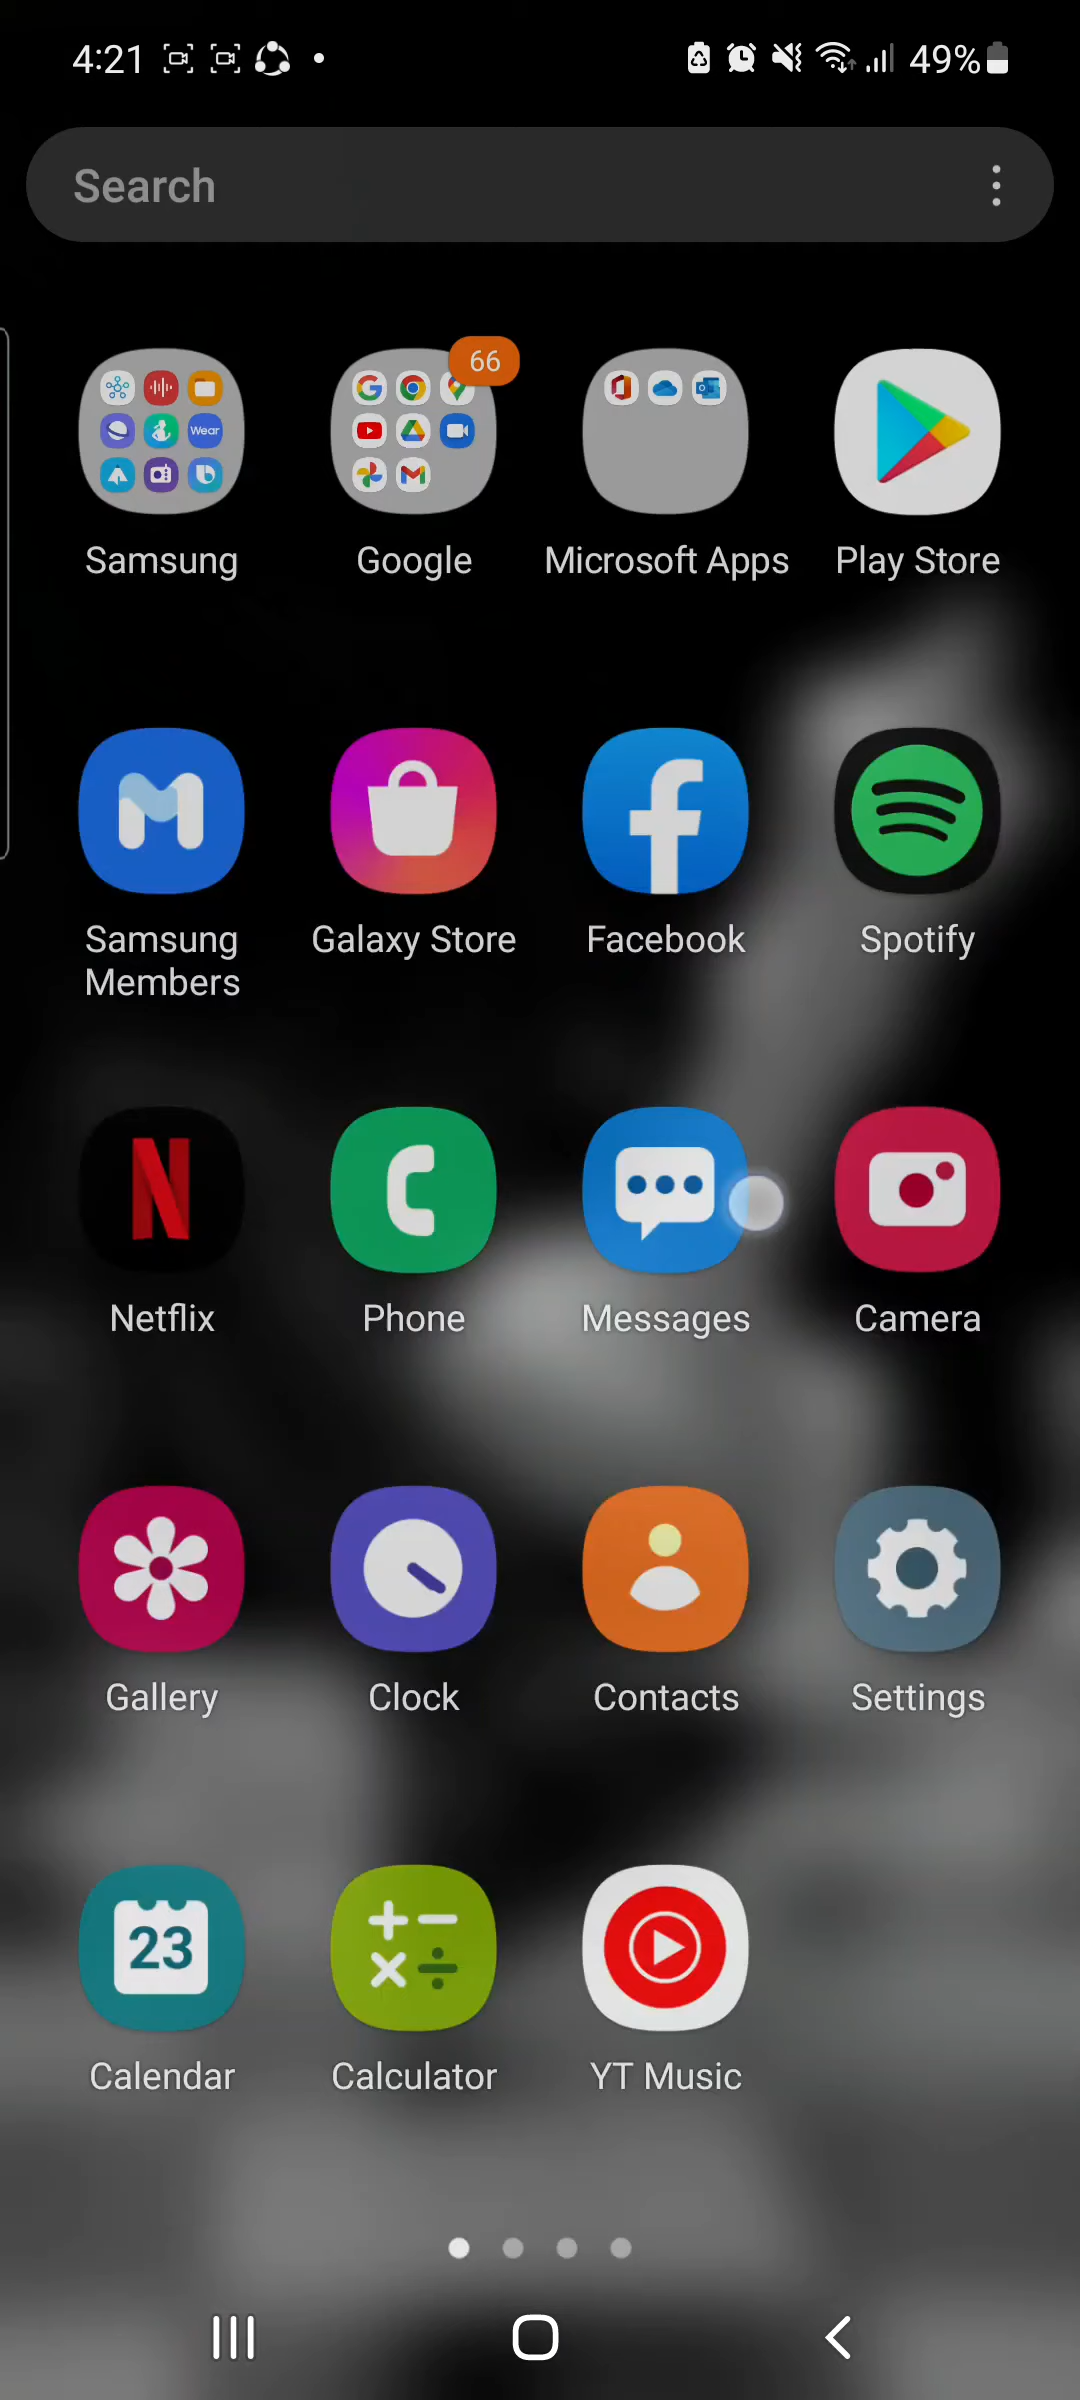 4:21 49%
Search
66
Wear
Samsung Google Microsoft Apps Play Store
Samsung Members Galaxy Store Facebook Spotify
Netflix Phone Messages Camera
Gallery Clock Contacts Settings
23
Calendar Calculator YT Music